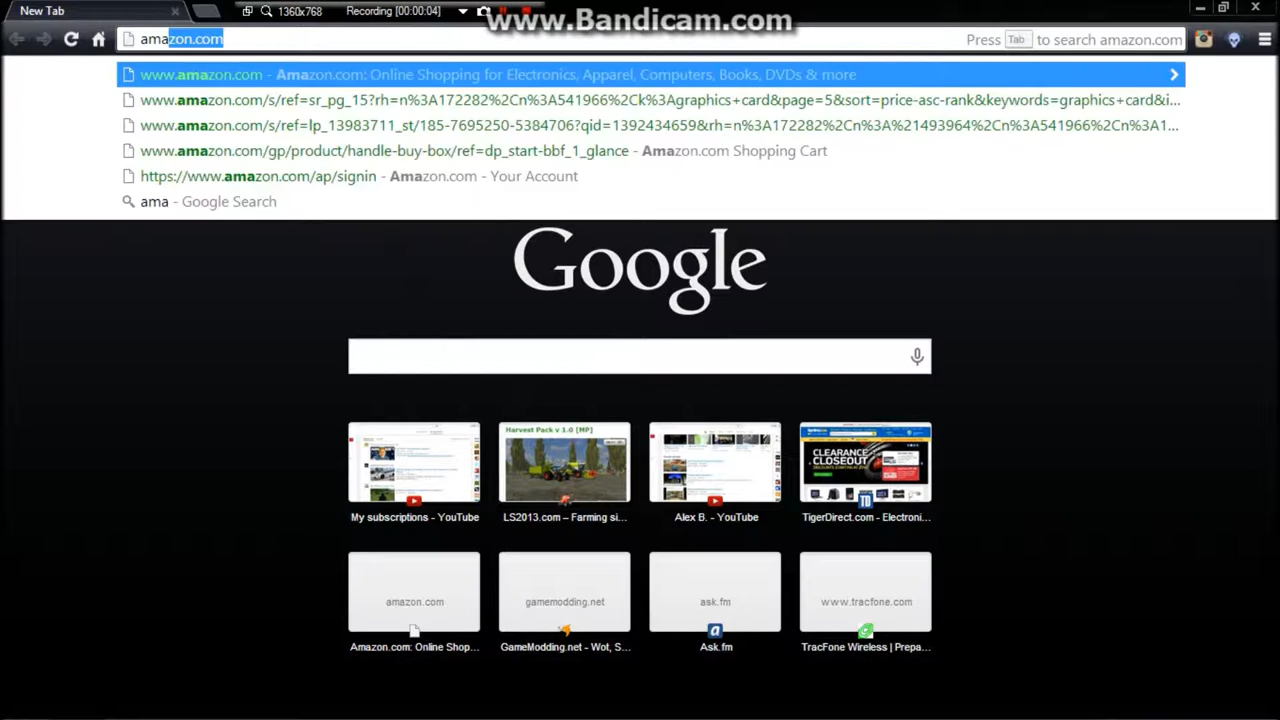 New Tab
1360x768
Recording [00:00:04]
www.Bandicam.com
amazon.com
Press Tab to search amazon.com
www.amazon.com - Amazon.com: Online Shopping for Electronics, Apparel, Computers, Books, DVDs & more
www.amazon.com/s/ref=sr_pg_15?rh=n%3A172282%2Cn%3A541966%2Ck%3Agraphics+card&page=5&sort=price-asc-rank&keywords=graphics+card&i...
www.amazon.com/s/ref=lp_13983711_st/185-7695250-5384706?qid=1392434659&rh=n%3A172282%2Cn%3A%21493964%2Cn%3A541966%2Cn%3A1...
www.amazon.com/gp/product/handle-buy-box/ref=dp_start-bbf_1_glance - Amazon.com Shopping Cart
https://www.amazon.com/ap/signin - Amazon.com - Your Account
ama - Google Search
Google
Harvest Pack v 1.0 [MP]
CLEARANCE
CLOSEOUT
My subscriptions - YouTube
LS2013.com – Farming si...
Alex B. - YouTube
TigerDirect.com - Electroni...
amazon.com
gamemodding.net
ask.fm
www.tracfone.com
Amazon.com: Online Shop...
GameModding.net - Wot, S...
Ask.fm
TracFone Wireless | Prepa...